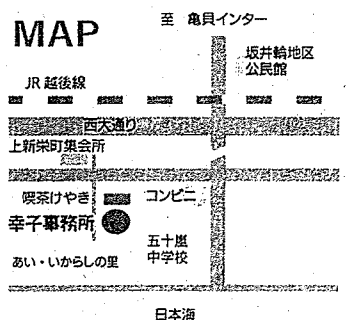 MAP
至 亀貝インター
坂井輪地区
公民館
JR 越後線
西大通り
上新栄町集会所
喫茶けやき
コンビニ
幸子事務所
五十嵐
中学校
あい・いからしの里
日本海